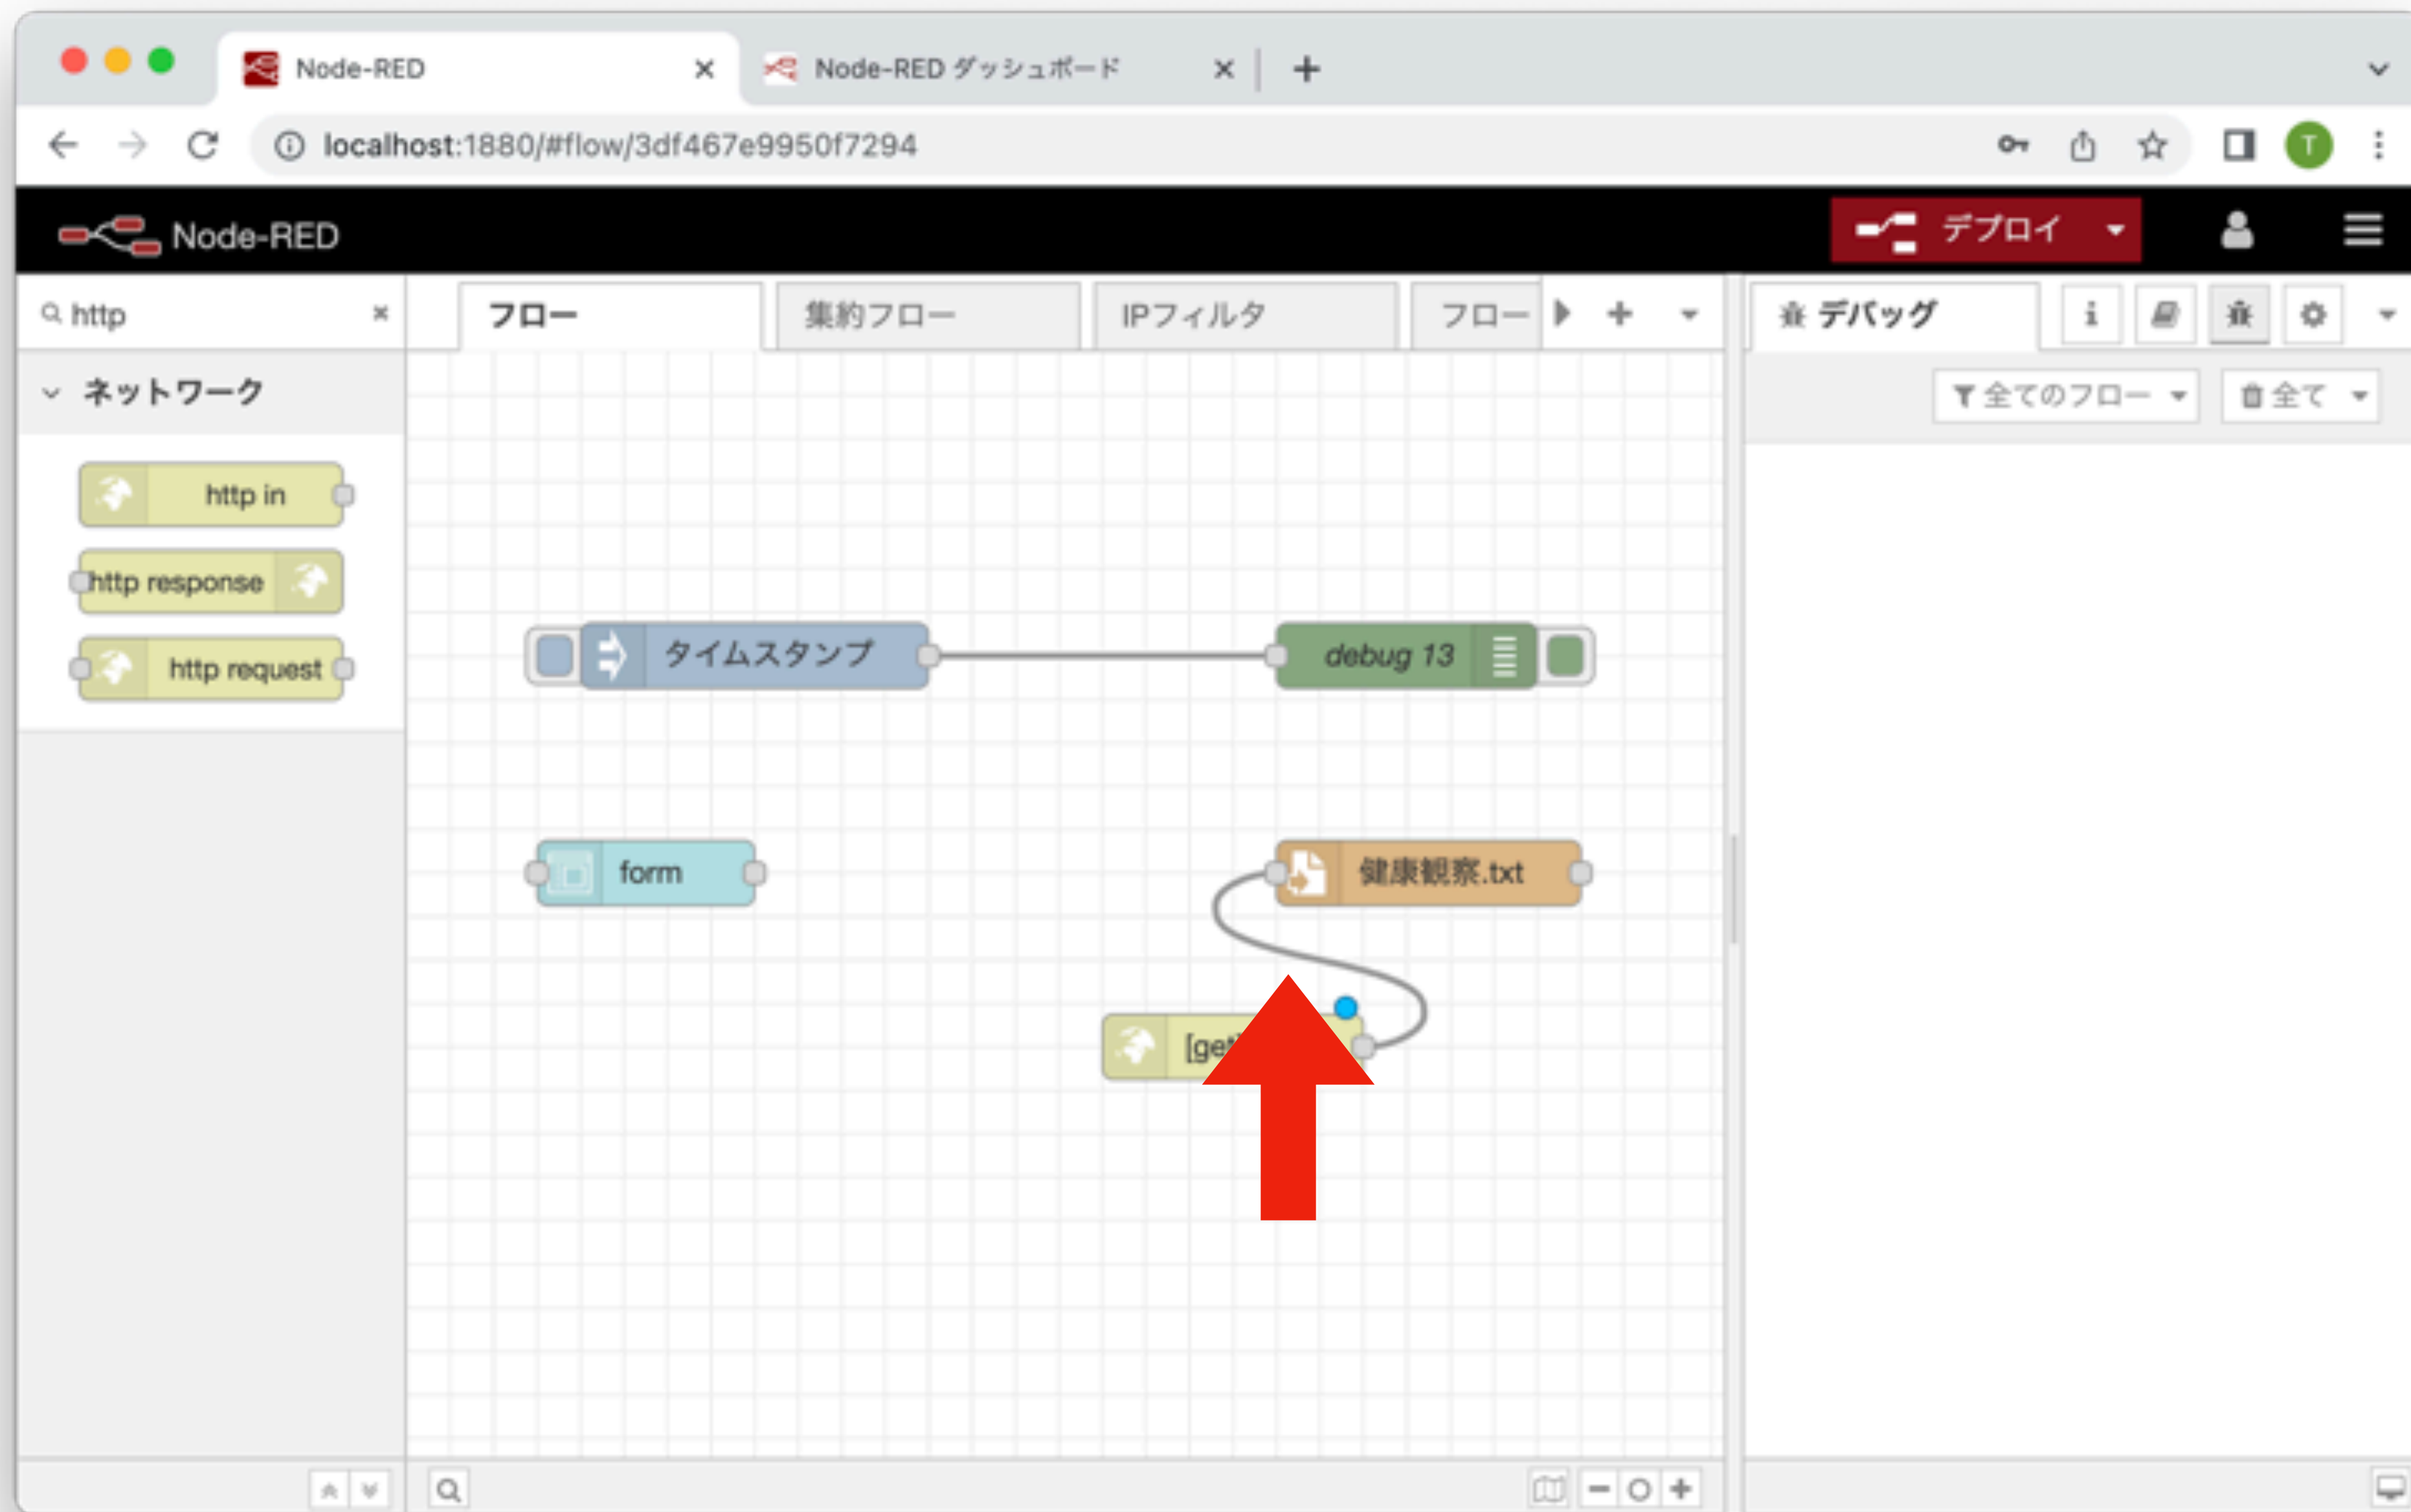 Node-RED
Node-RED ダッシュボード
localhost:1880/#flow/3df467e9950f7294
T
Node-RED
デプロイ
http
フロー
集約フロー
IPフィルタ
フロー
デバッグ
i
ネットワーク
全てのフロー
全て
http in
http response
http request
タイムスタンプ
debug 13
form
健康観察.txt
[get]